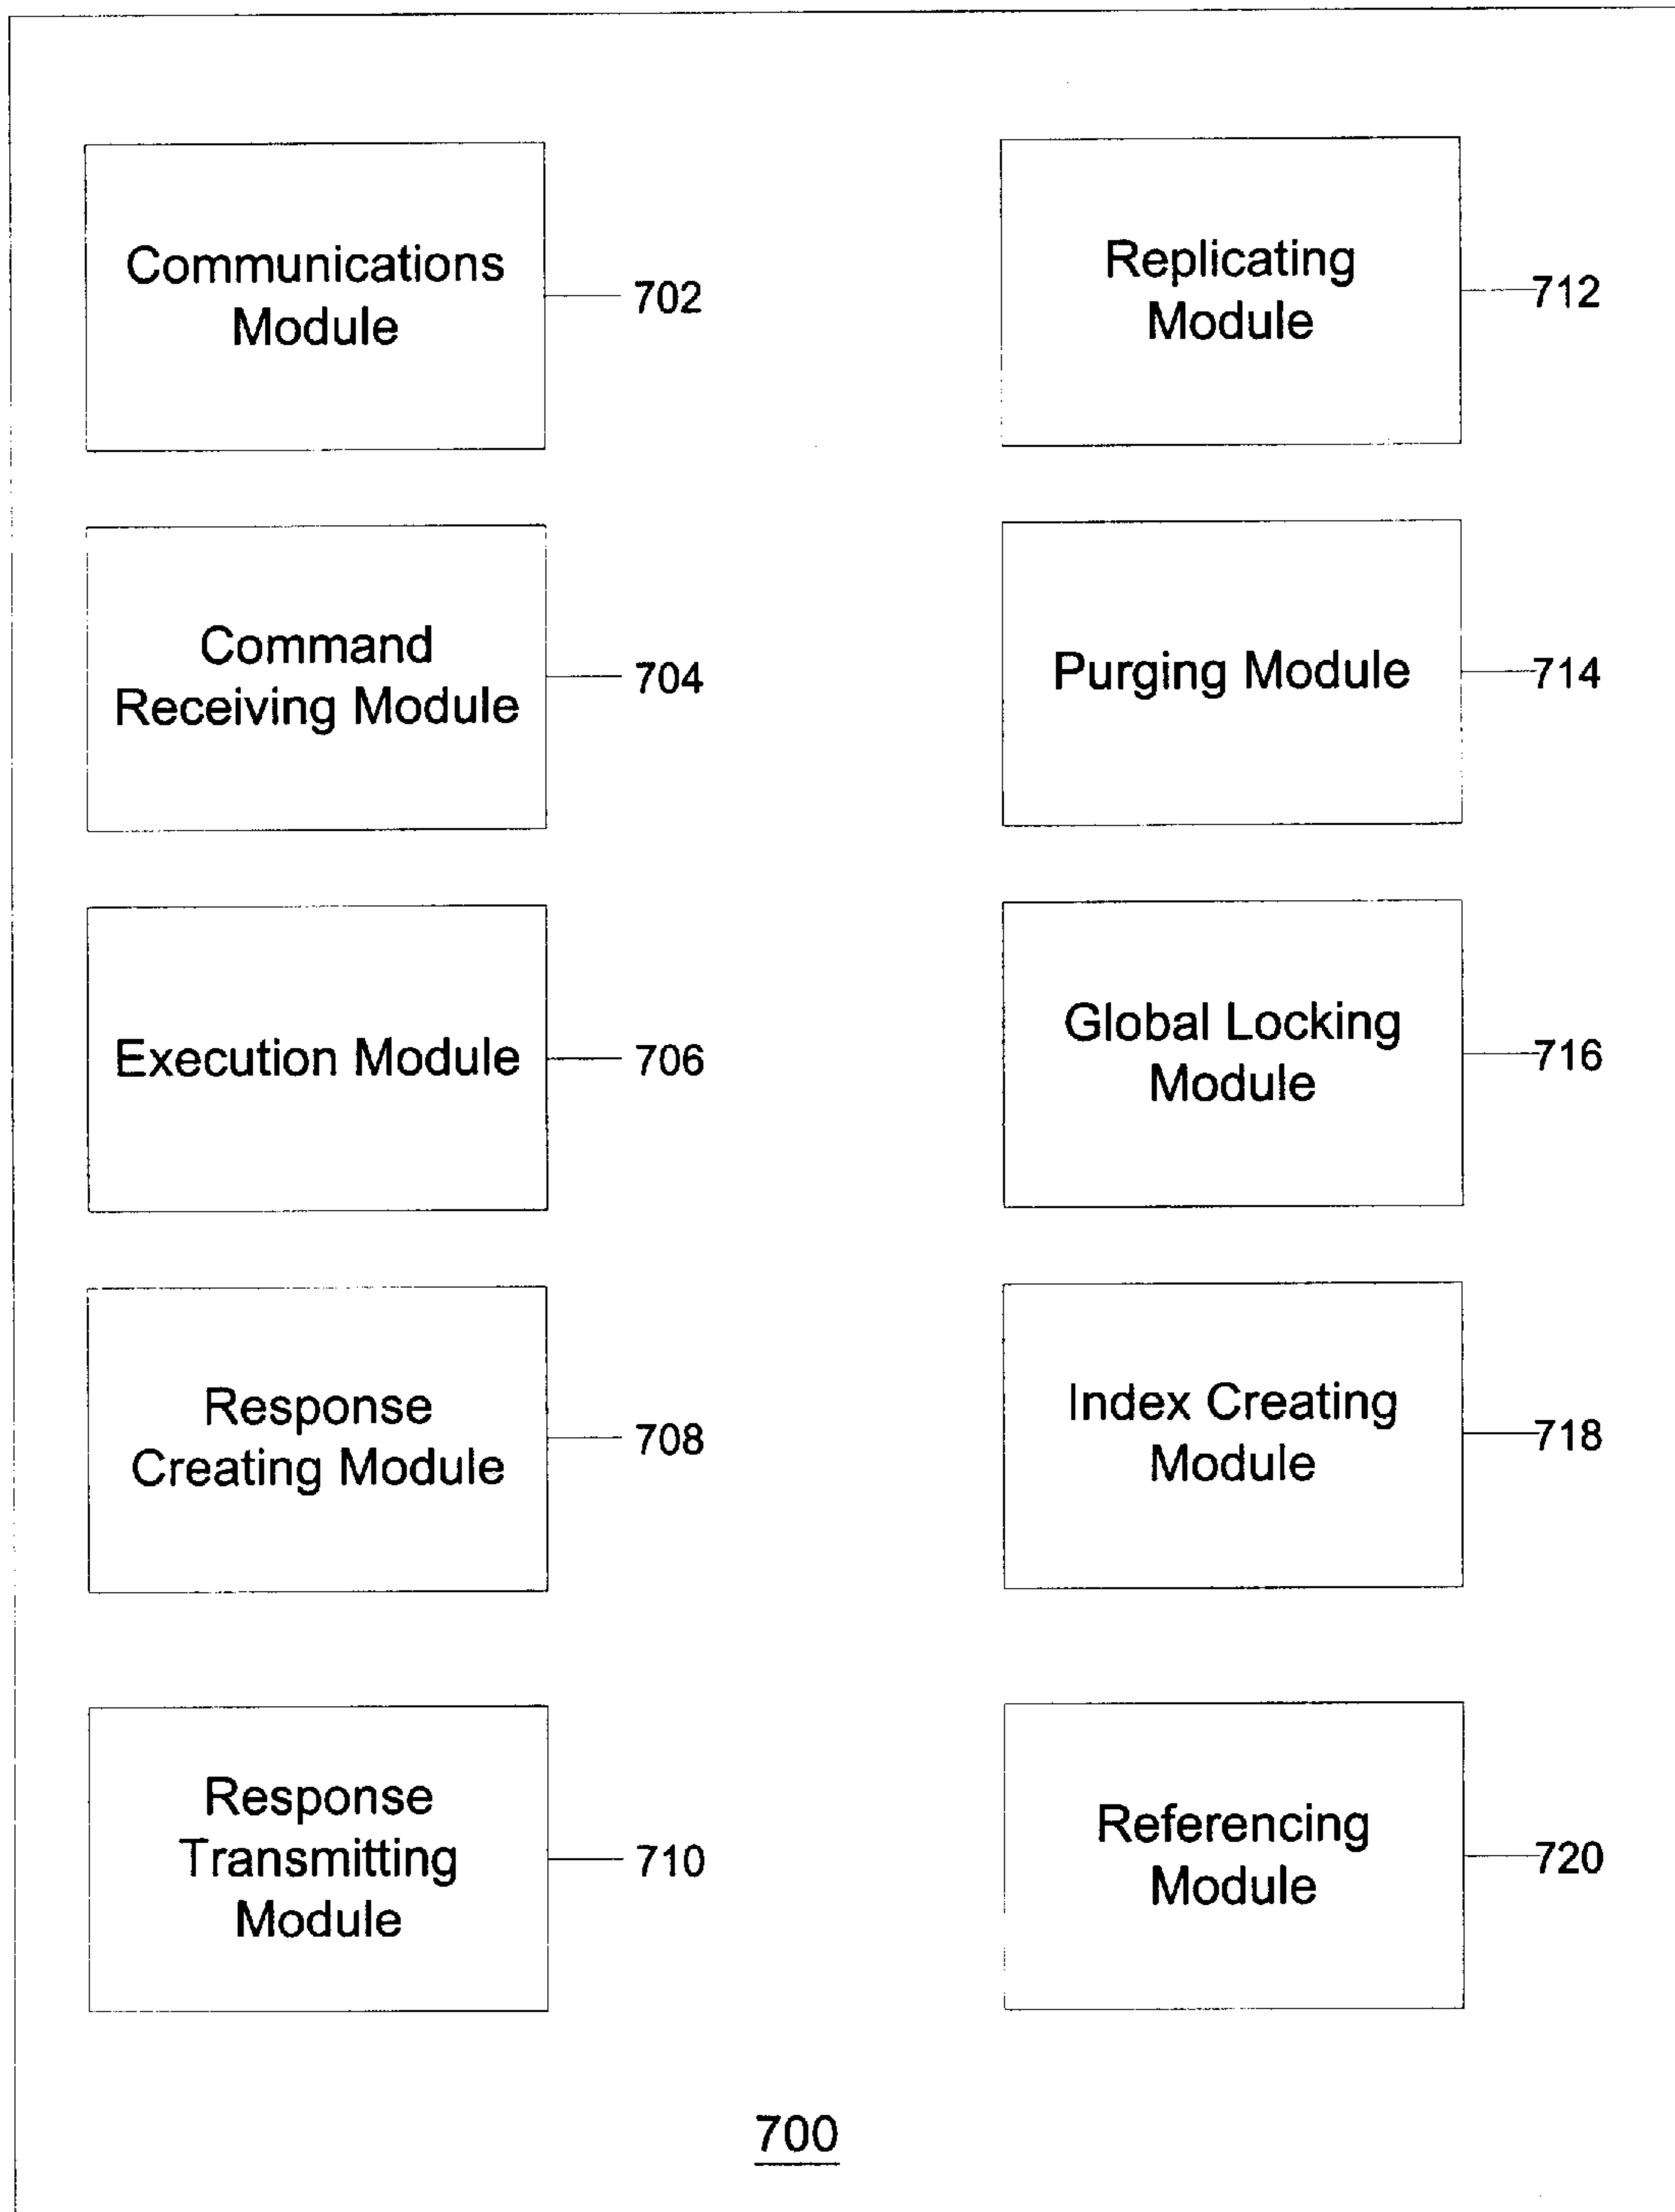 Communications
Module
702
Command
Receiving Module
704
Execution Module
706
Response
Creating Module
708
Response
Transmitting
Module
710
Replicating
Module
712
Purging Module
714
Global Locking
Module
716
Index Creating
Module
718
Referencing
Module
720
700